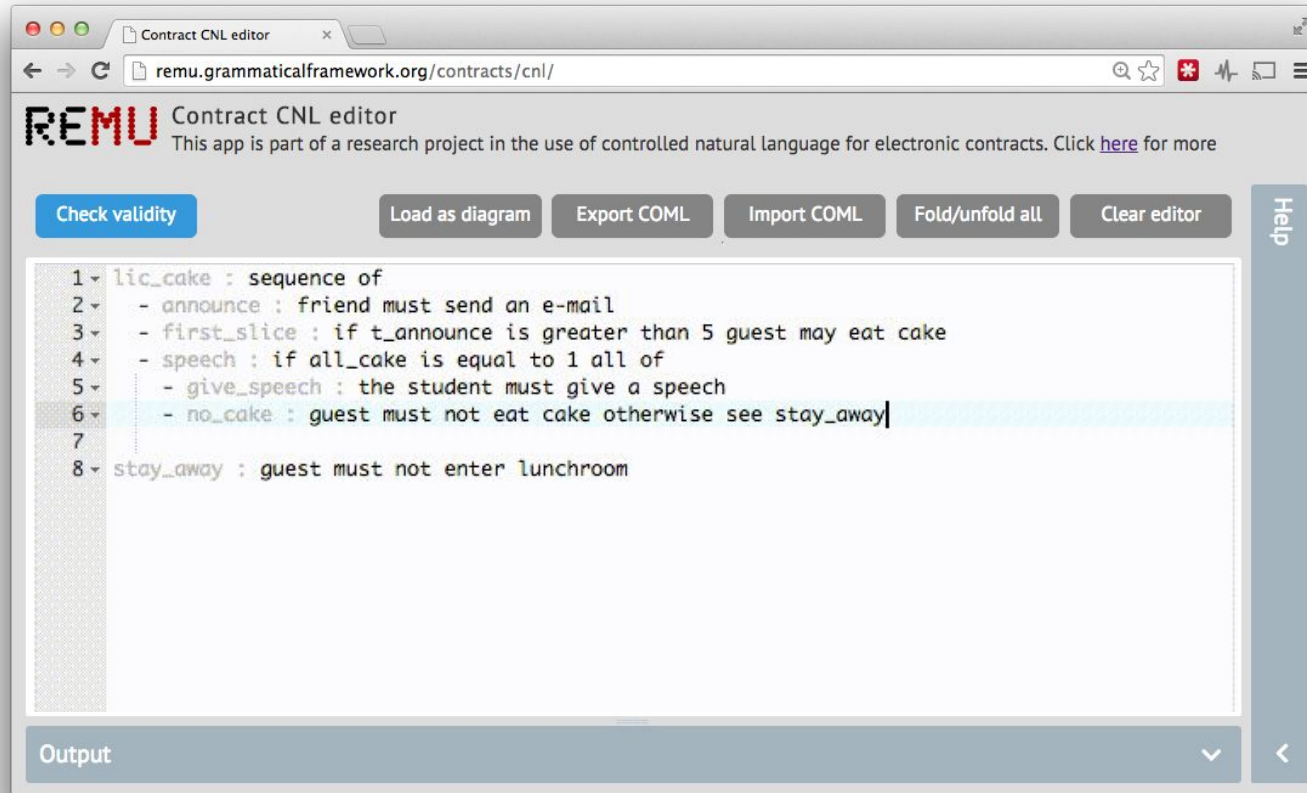 Contract CNL editor
remu.grammaticalframework.org/contracts/cnl/
REMU
Contract CNL editor
This app is part of a research project in the use of controlled natural language for electronic contracts. Click here for more
Check validity Load as diagram Export COML Import COML Fold/unfold all Clear editor
Help
1 lic_cake : sequence of
2 - announce : friend must send an e-mail
3 - first_slice : if t_announce is greater than 5 guest may eat cake
4 - speech : if all_cake is equal to 1 all of
5 - give_speech : the student must give a speech
6 - no_cake : guest must not eat cake otherwise see stay_away
7
8 stay_away : guest must not enter lunchroom
Output